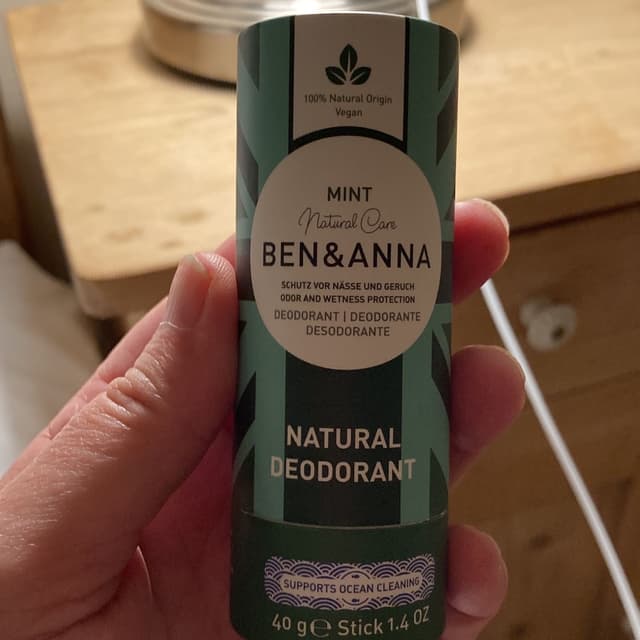 100% Natural Origin
Vegan
MINT
Natural Care
BEN&ANNA
SCHUTZ VOR NÄSSE UND GERUCH
ODOR AND WETNESS PROTECTION
DEODORANT | DEODORANTE
DESODORANTE
NATURAL
DEODORANT
SUPPORTS OCEAN CLEANING
40 g ℮ Stick 1.4 OZ